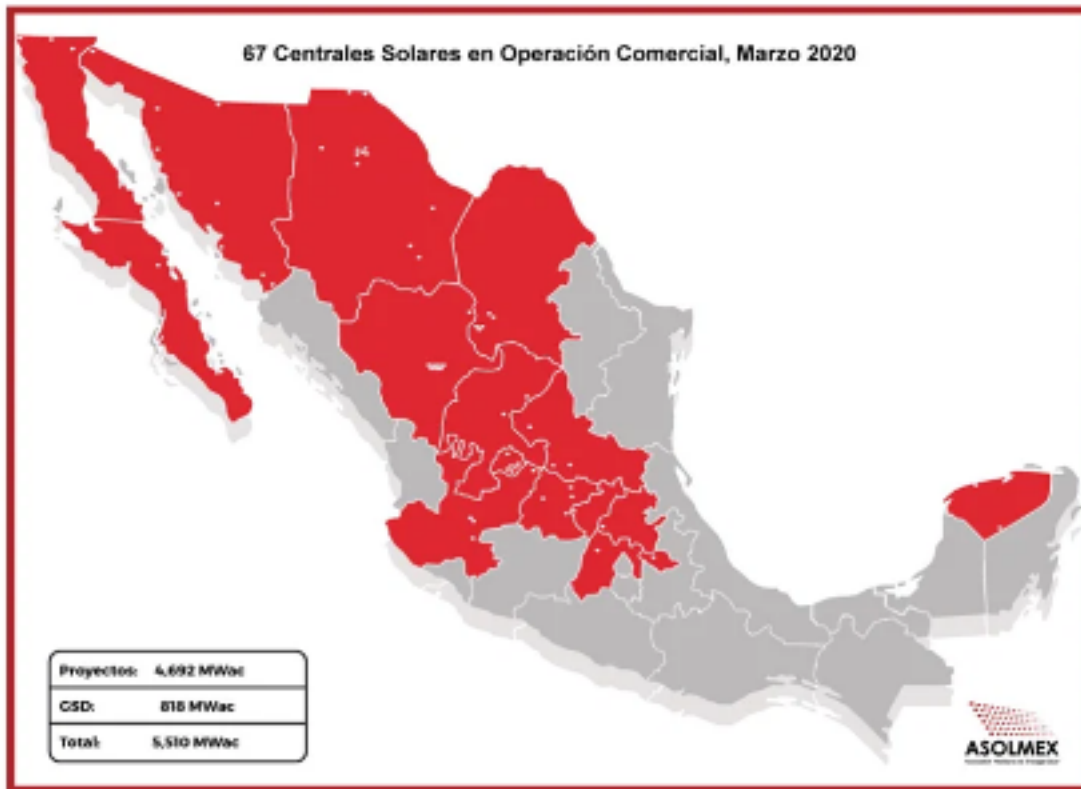 67 Centrales Solares en Operación Comercial, Marzo 2020
Proyectos: 4,692 MWac
GSD: 818 MWac
Total: 5,510 MWac
ASOLMEX